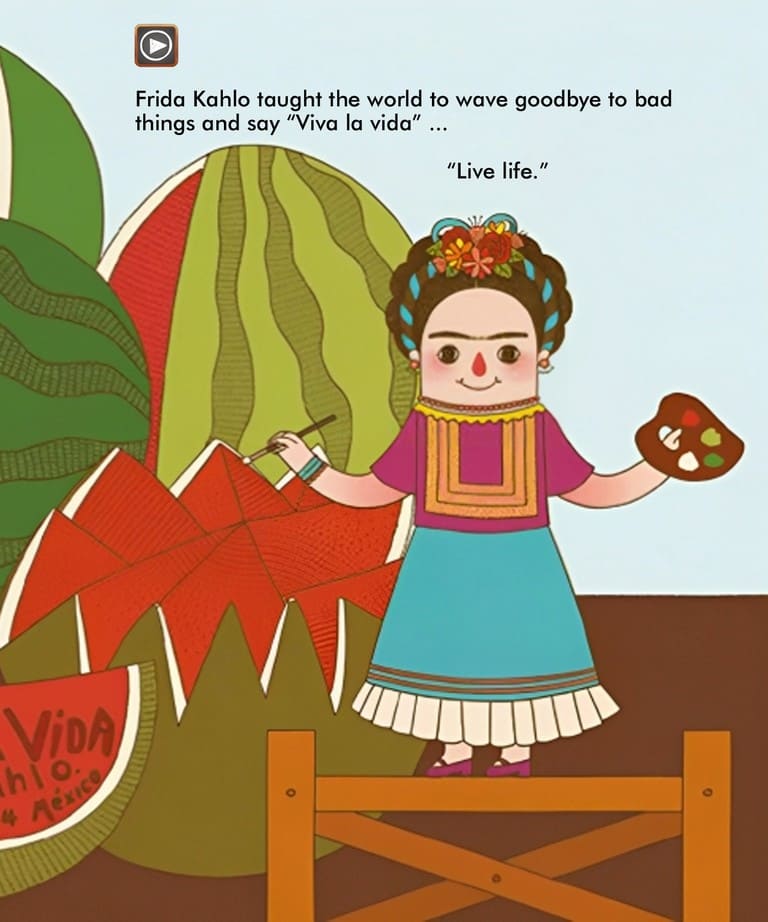 Frida Kahlo taught the world to wave goodbye to bad
things and say “Viva la vida” ...
“Live life.”
ViDA
hlo.
4 México